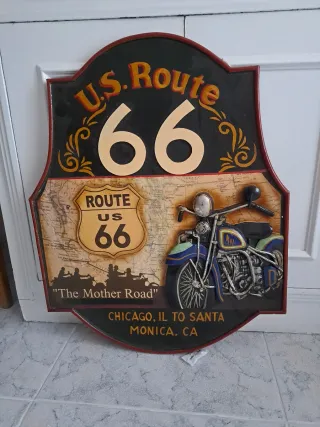 U.S. Route
66
ROUTE
US
66
"The Mother Road"
CHICAGO, IL TO SANTA
MONICA, CA